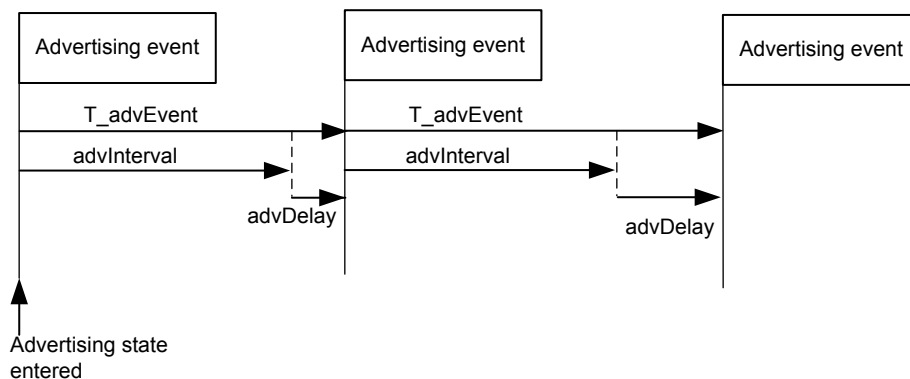 Advertising event
Advertising event
Advertising event
T_advEvent
T_advEvent
advInterval
advInterval
advDelay
advDelay
Advertising state
entered